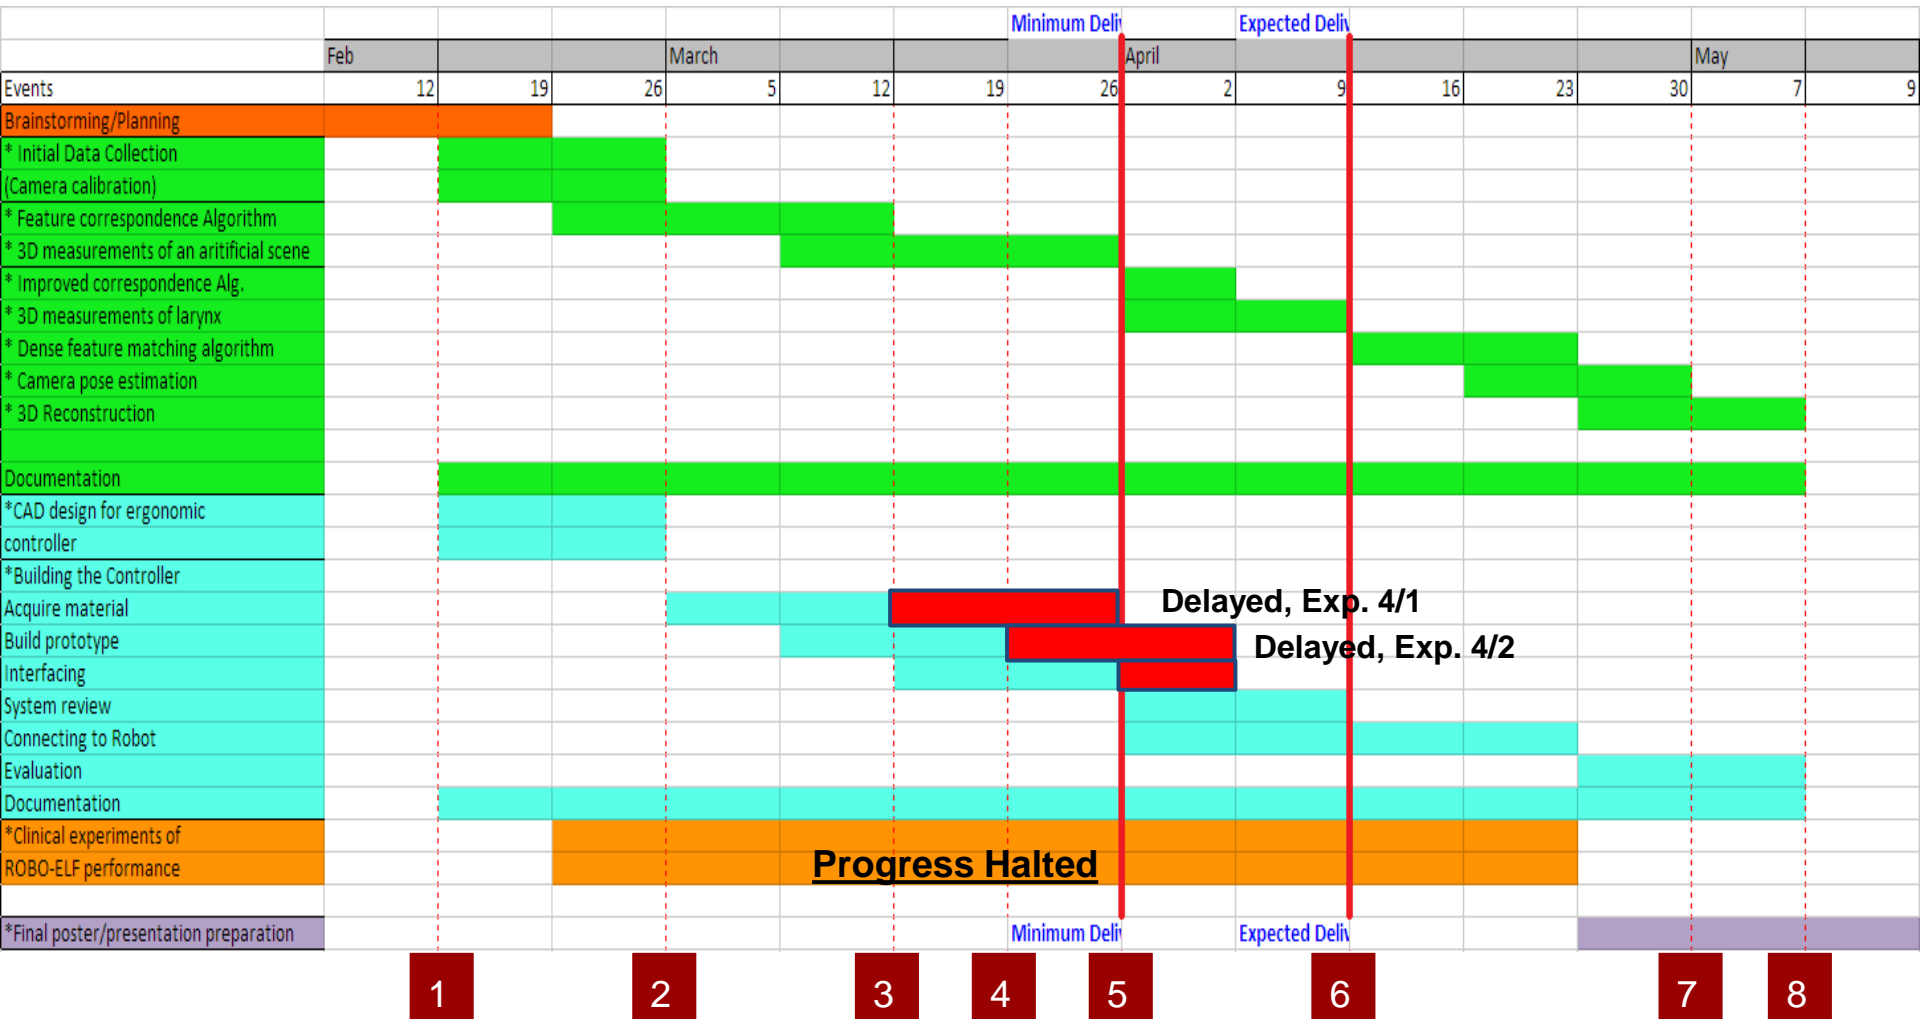 Minimum Deliv Expected Deliv
Feb March April May
Events 12 19 26 5 12 19 26 2 9 16 23 30 7 9
Brainstorming/Planning
* Initial Data Collection
(Camera calibration)
* Feature correspondence Algorithm
* 3D measurements of an aritificial scene
* Improved correspondence Alg.
* 3D measurements of larynx
* Dense feature matching algorithm
* Camera pose estimation
* 3D Reconstruction
Documentation
*CAD design for ergonomic
controller
*Building the Controller
Acquire material Delayed, Exp. 4/1
Build prototype Delayed, Exp. 4/2
Interfacing
System review
Connecting to Robot
Evaluation
Documentation
*Clinical experiments of
ROBO-ELF performance Progress Halted
*Final poster/presentation preparation Minimum Deliv Expected Deliv
1 2 3 4 5 6 7 8